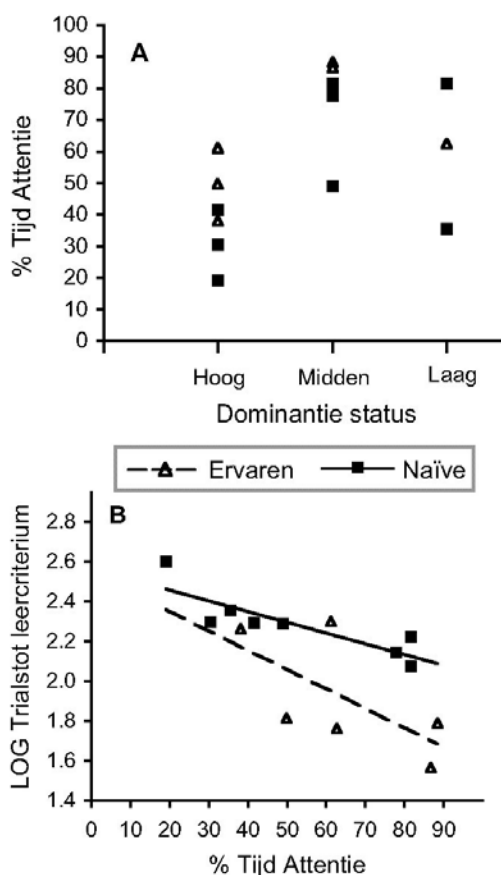 A
100
90
80
70
60
50
40
30
20
10
0
% Tijd Attentie
Hoog Midden Laag
Dominantie status
Ervaren Naïve
B
2.8
2.6
2.4
2.2
2.0
1.8
1.6
1.4
LOG Trialstot leercriterium
0 10 20 30 40 50 60 70 80 90
% Tijd Attentie